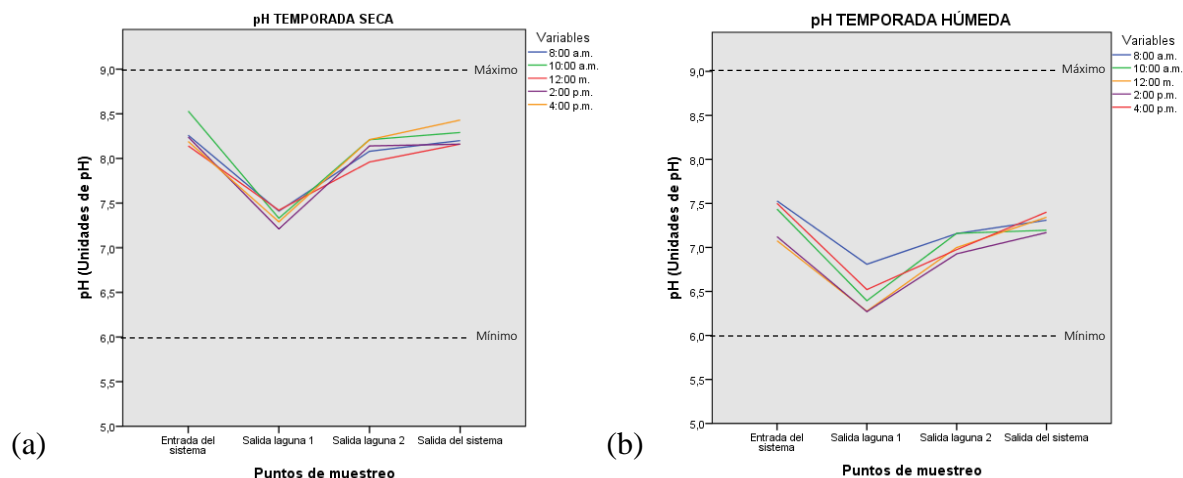 pH TEMPORADA SECA
Variables
8:00 a.m.
10:00 a.m.
12:00 m.
2:00 p.m.
4:00 p.m.
Máximo
Mínimo
pH (Unidades de pH)
9,0
8,5
8,0
7,5
7,0
6,5
6,0
5,5
5,0
Entrada del
sistema
Salida laguna 1
Salida laguna 2
Salida del sistema
Puntos de muestreo
(a)
pH TEMPORADA HÚMEDA
Variables
8:00 a.m.
10:00 a.m.
12:00 m.
2:00 p.m.
4:00 p.m.
Máximo
Mínimo
pH (Unidades de pH)
9,0
8,5
8,0
7,5
7,0
6,5
6,0
5,5
5,0
Entrada del
sistema
Salida laguna 1
Salida laguna 2
Salida del sistema
Puntos de muestreo
(b)